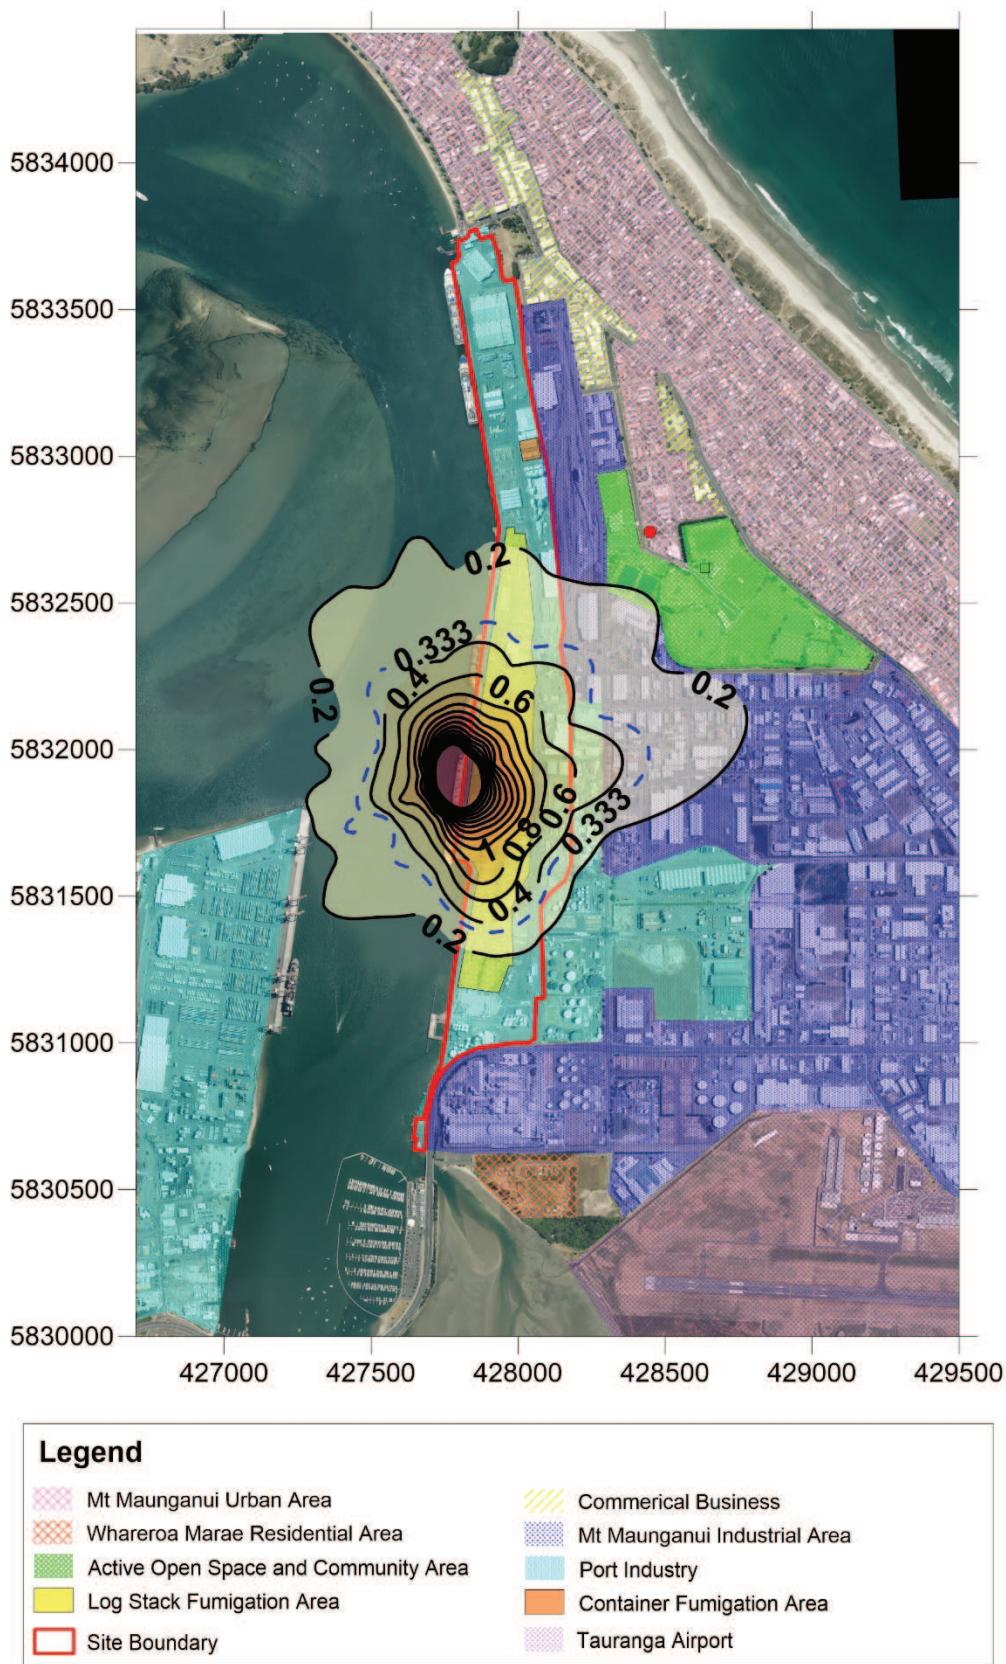 5834000
5833500
5833000
5832500
5832000
5831500
5831000
5830500
5830000
0.2
0.333
0.4
0.6
0.2
0.2
0.6
0.333
0.8
1
0.4
0.2
427000 427500 428000 428500 429000 429500
Legend
Mt Maunganui Urban Area
Commerical Business
Whareroa Marae Residential Area
Mt Maunganui Industrial Area
Active Open Space and Community Area
Port Industry
Log Stack Fumigation Area
Container Fumigation Area
Site Boundary
Tauranga Airport